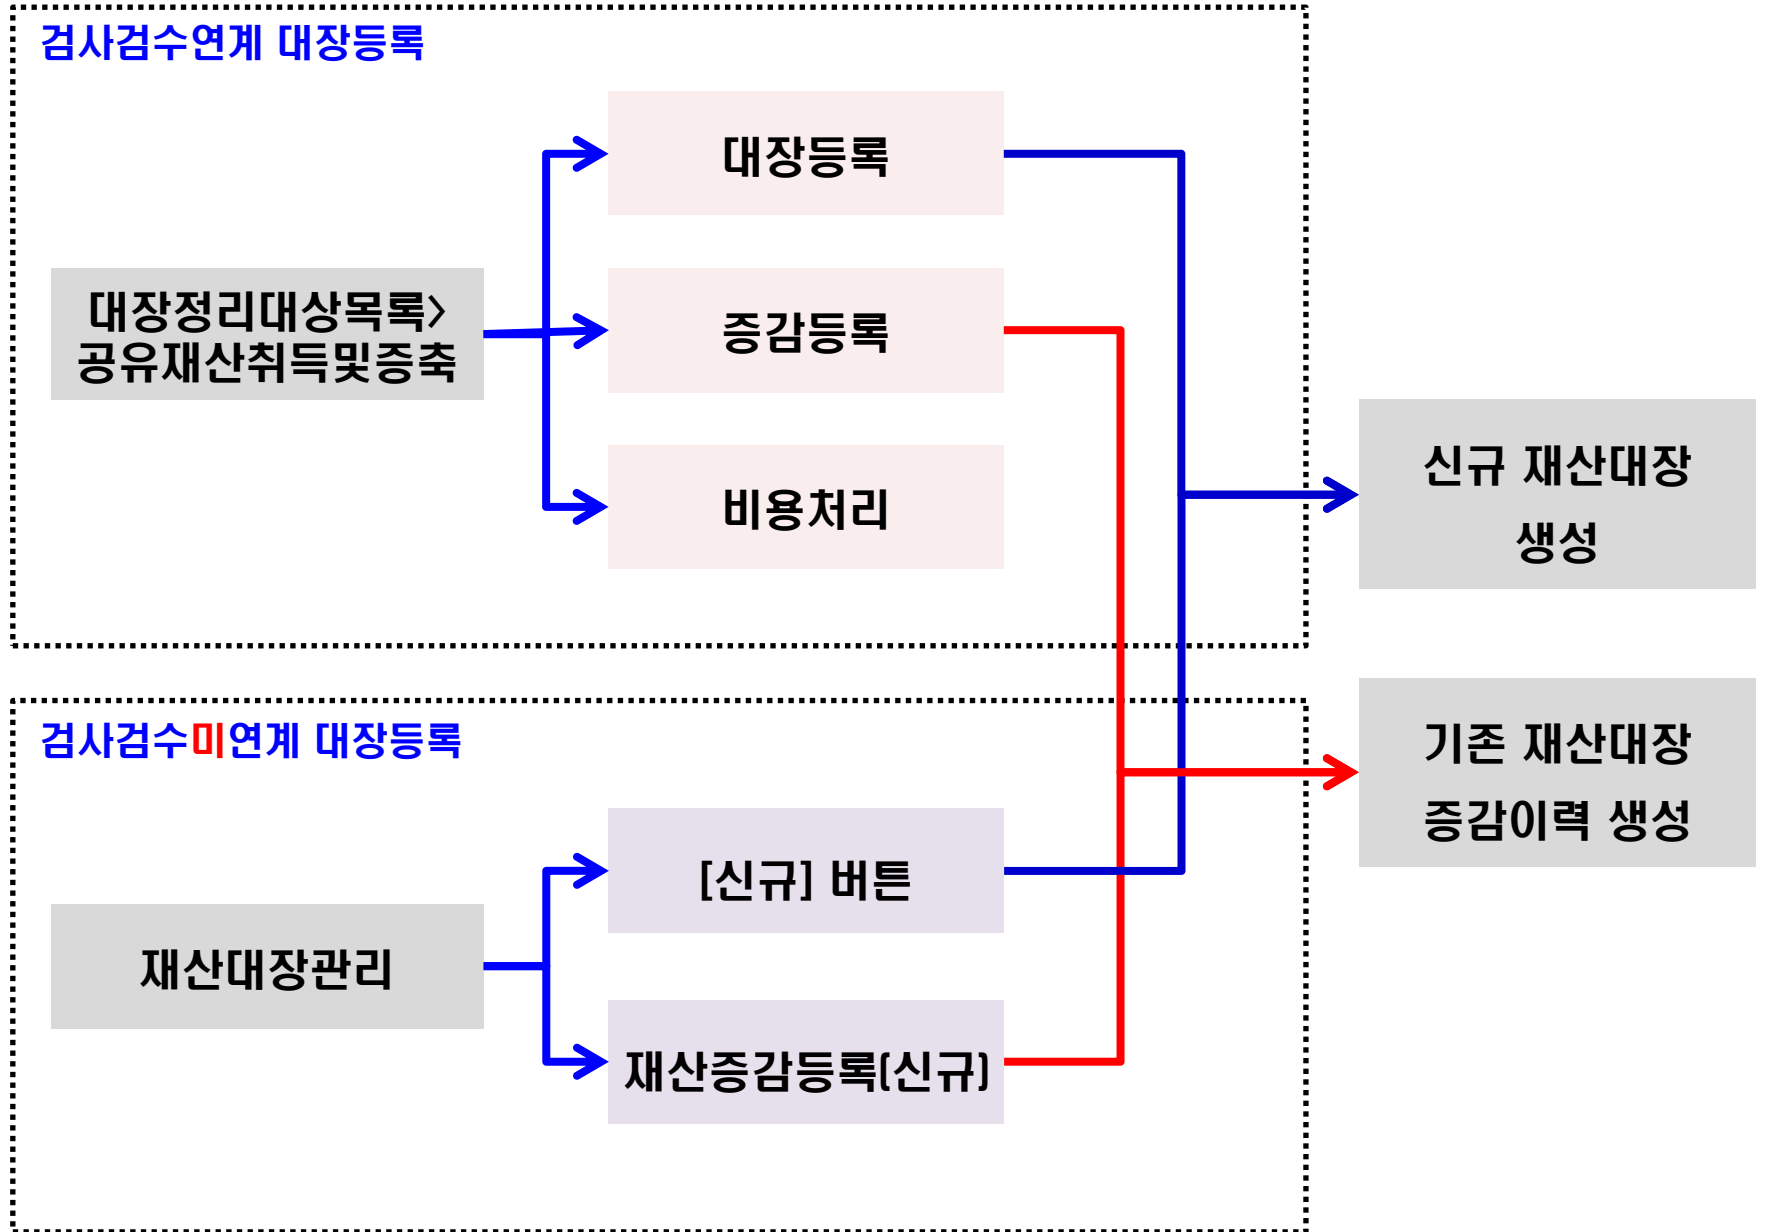 검사검수연계 대장등록
대장등록
대장정리대상목록>
공유재산취득및증축
증감등록
비용처리
신규 재산대장
생성
검사검수미연계 대장등록
기존 재산대장
증감이력 생성
[신규] 버튼
재산대장관리
재산증감등록(신규)